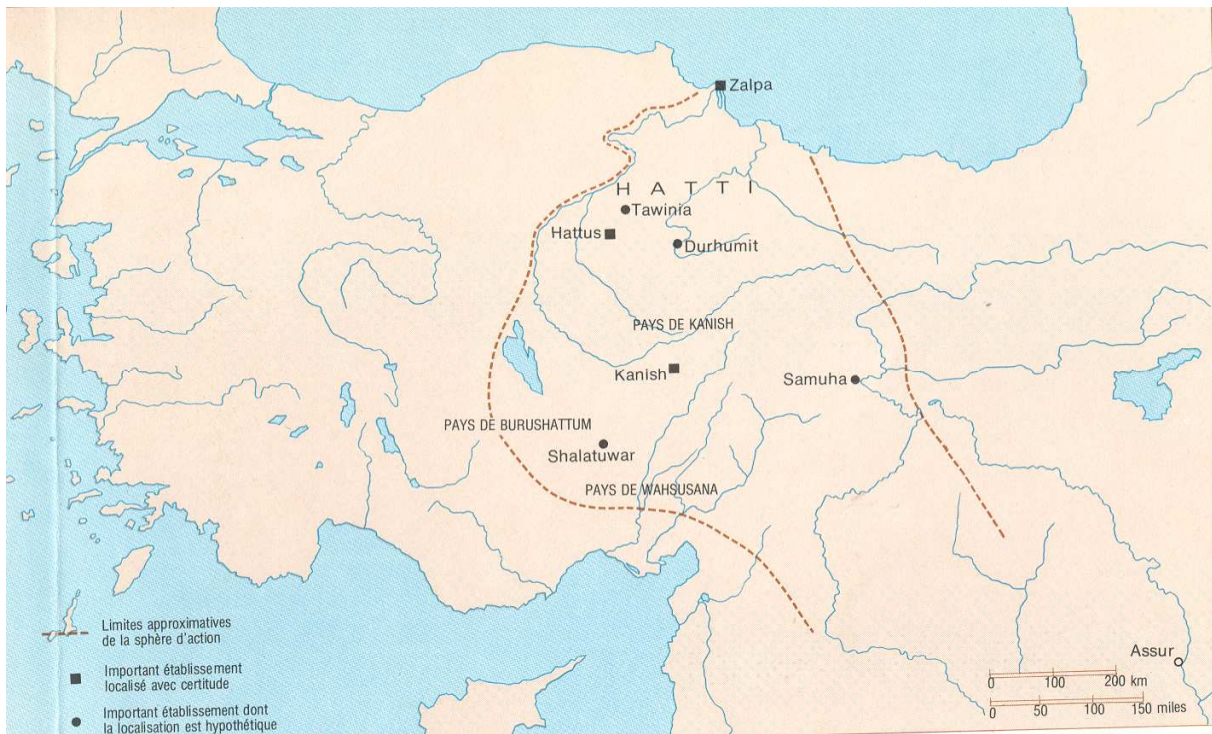 Zalpa
H A T T I
Tawinia
Hattus
Durhumit
PAYS DE KANISH
Kanish
Samuha
PAYS DE BURUSHATTUM
Shalatuwar
PAYS DE WAHSUSANA
Assur
Limites approximatives
de la sphère d'action
Important établissement
localisé avec certitude
Important établissement dont
la localisation est hypothétique
0 100 200 km
0 50 100 150 miles